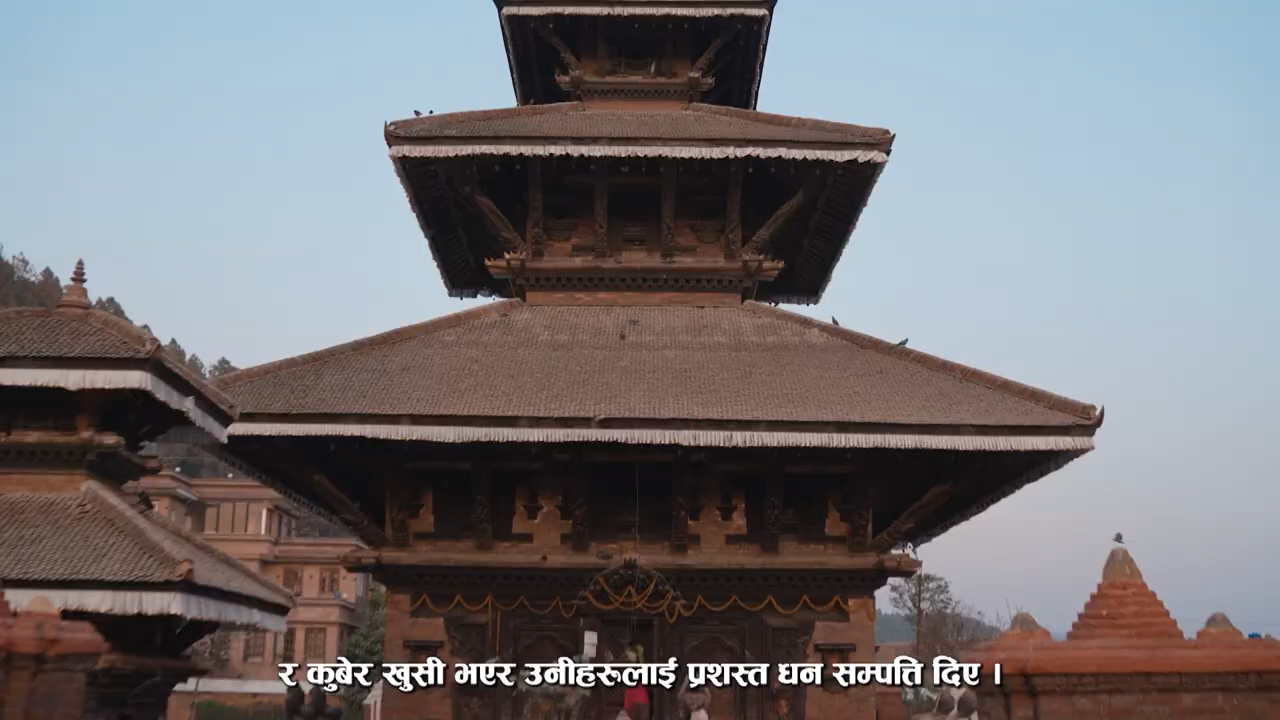 र कुबेर खुसी भएर उनीहरूलाई प्रशस्त धन सम्पत्ति दिए ।